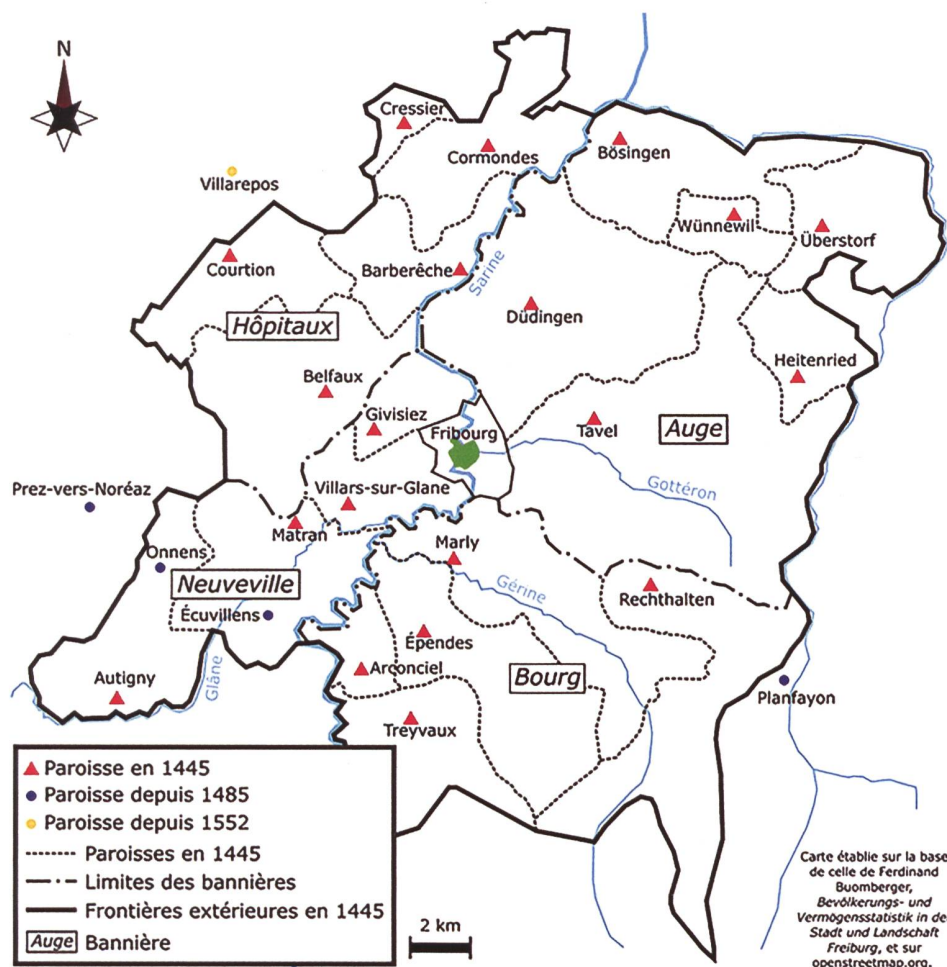 N
Cressier
Cormondes
Bösingen
Villarepos
Wünnewil
Überstorf
Courtion
Barberêche
Sarine
Düdingen
Hôpitaux
Heitenried
Belfaux
Givisiez
Fribourg
Tavel
Auge
Gottéron
Prez-vers-Noréaz
Villars-sur-Glane
Matran
Marly
Onnens
Neuveville
Gérine
Rechthalten
Écuvillens
Épendes
Arconciel
Bourg
Autigny
Glâne
Planfayon
Treyvaux
Paroisse en 1445
Paroisse depuis 1485
Paroisse depuis 1552
Paroisses en 1445
Limites des bannières
Frontières extérieures en 1445
Auge Bannière
2 km
Carte établie sur la base
de celle de Ferdinand
Buomberger,
Bevölkerungs- und
Vermögensstatistik in de
Stadt und Landschaft
Freiburg, et sur
openstreetmap.org.